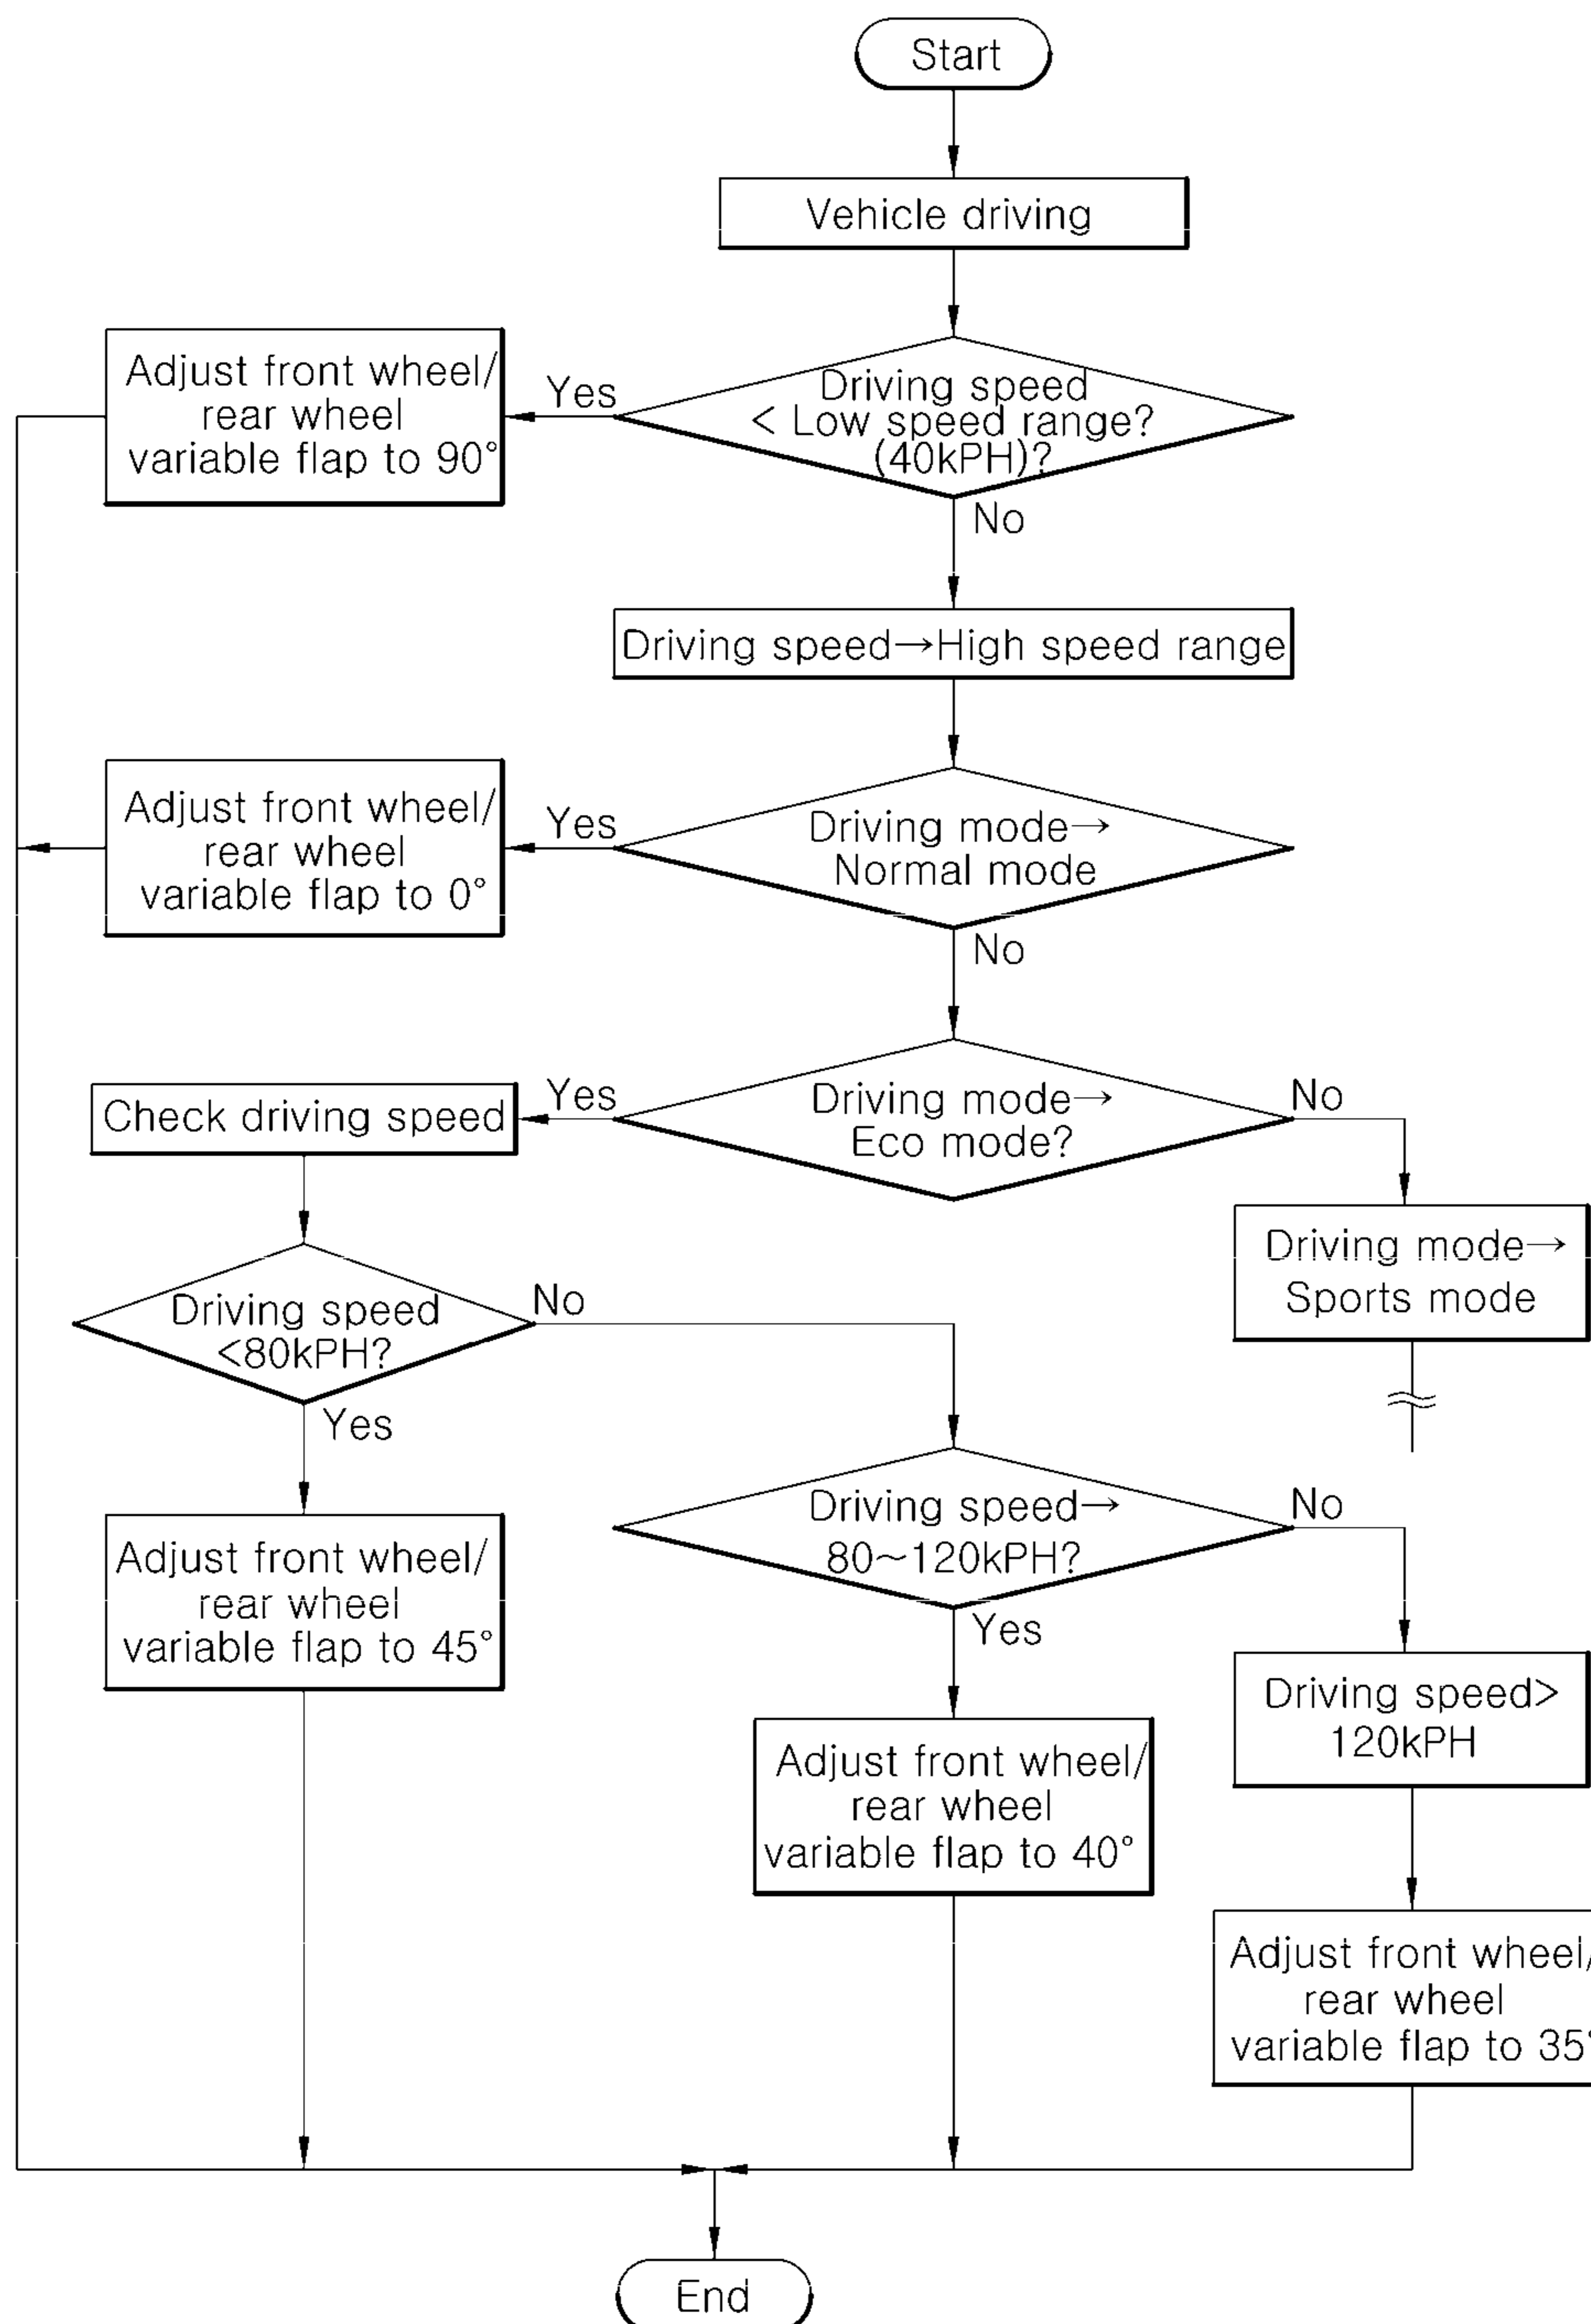 Start
Vehicle driving
Adjust front wheel/
rear wheel
variable flap to 90°
Yes
Driving speed
< Low speed range?
(40kPH)?
No
Driving speed→High speed range
Adjust front wheel/
rear wheel
variable flap to 0°
Yes
Driving mode→
Normal mode
No
Check driving speed
Yes
Driving mode→
Eco mode?
No
Driving mode→
Sports mode
Driving speed
<80kPH?
No
Yes
Driving speed→
80~120kPH?
No
Yes
Adjust front wheel/
rear wheel
variable flap to 45°
Driving speed>
120kPH
Adjust front wheel/
rear wheel
variable flap to 40°
Adjust front wheel/
rear wheel
variable flap to 35°
End